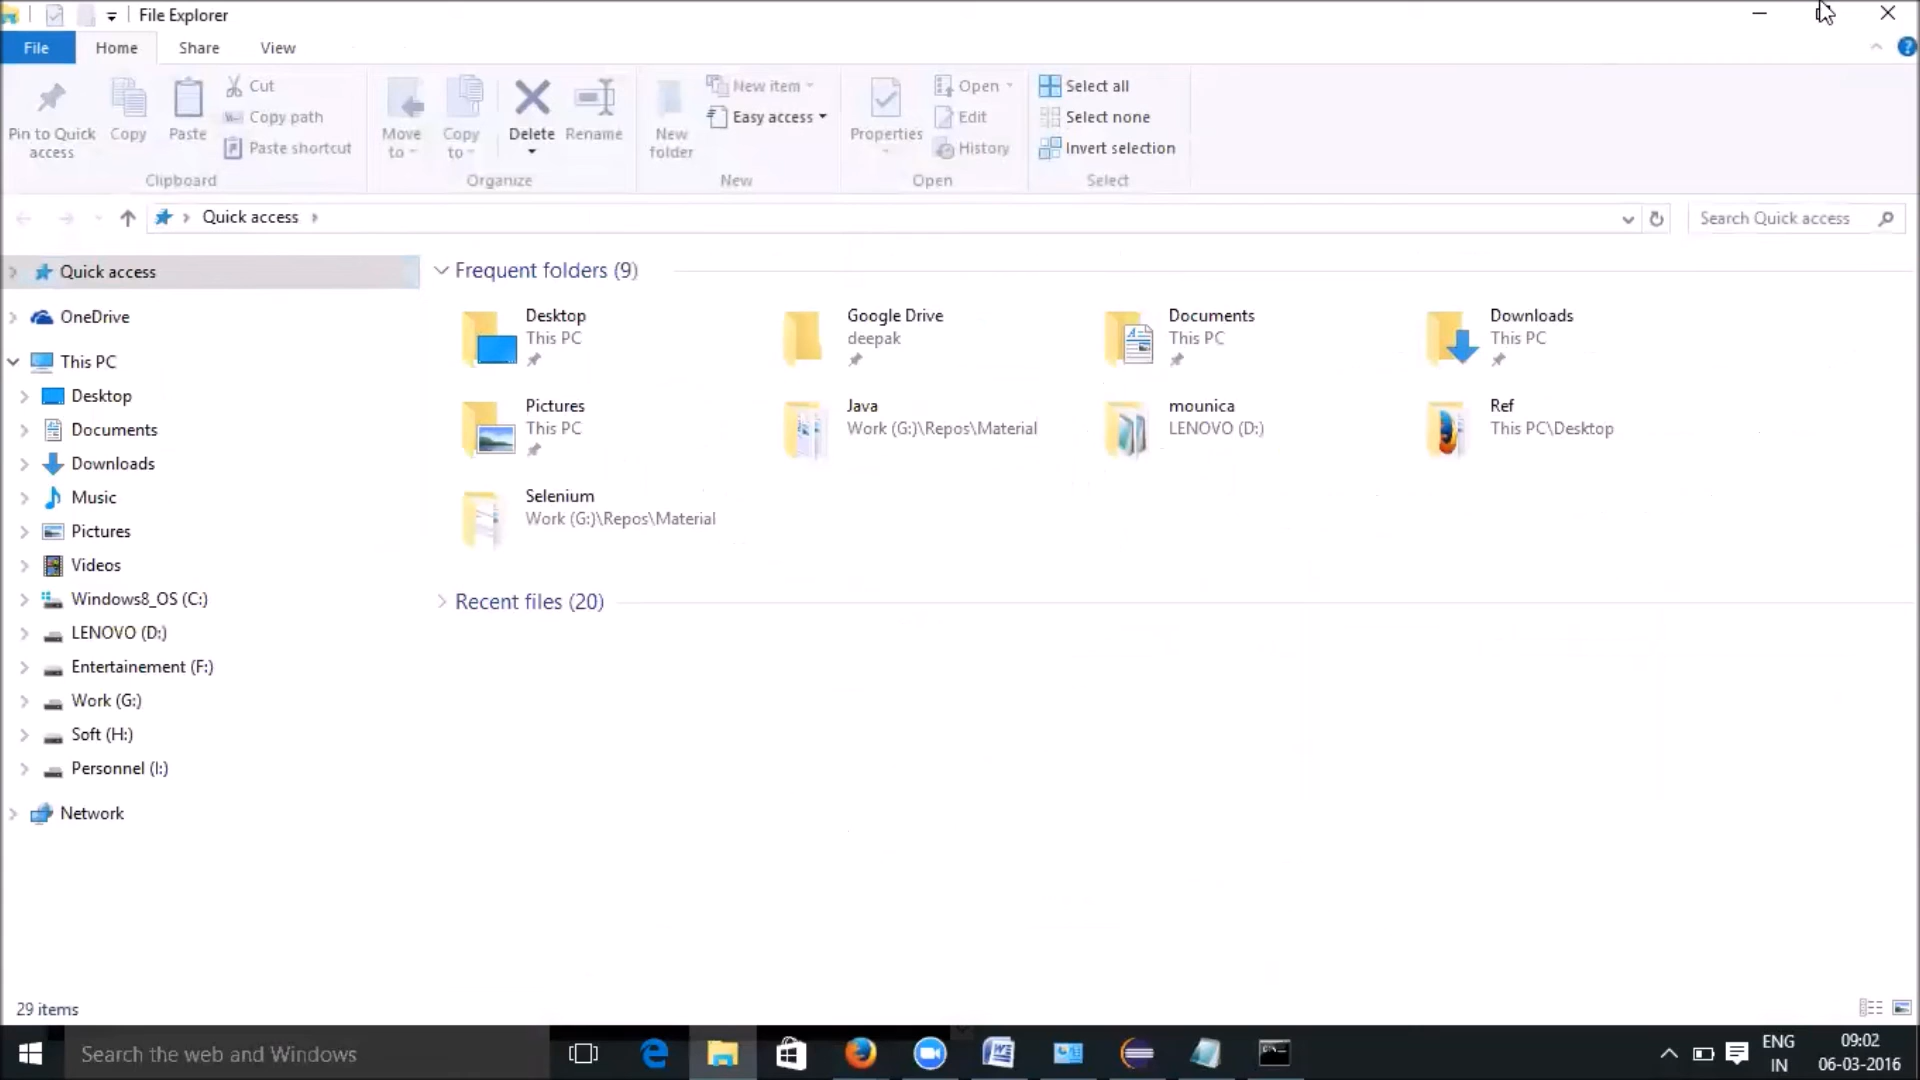 File Explorer
File Home Share View
Pin to Quick access
Copy
Paste
Cut
Copy path
Paste shortcut
Clipboard
Move to
Copy to
Delete
Rename
Organize
New folder
New item
Easy access
New
Properties
Open
Edit
History
Open
Select all
Select none
Invert selection
Select
Quick access
Search Quick access
Quick access
OneDrive
This PC
Desktop
Documents
Downloads
Music
Pictures
Videos
Windows8_OS (C:)
LENOVO (D:)
Entertainement (F:)
Work (G:)
Soft (H:)
Personnel (I:)
Network
Frequent folders (9)
Desktop
This PC
Google Drive
deepak
Documents
This PC
Downloads
This PC
Pictures
This PC
Java
Work (G:)\Repos\Material
mounica
LENOVO (D:)
Ref
This PC\Desktop
Selenium
Work (G:)\Repos\Material
Recent files (20)
29 items
Search the web and Windows
ENG
IN
09:02
06-03-2016